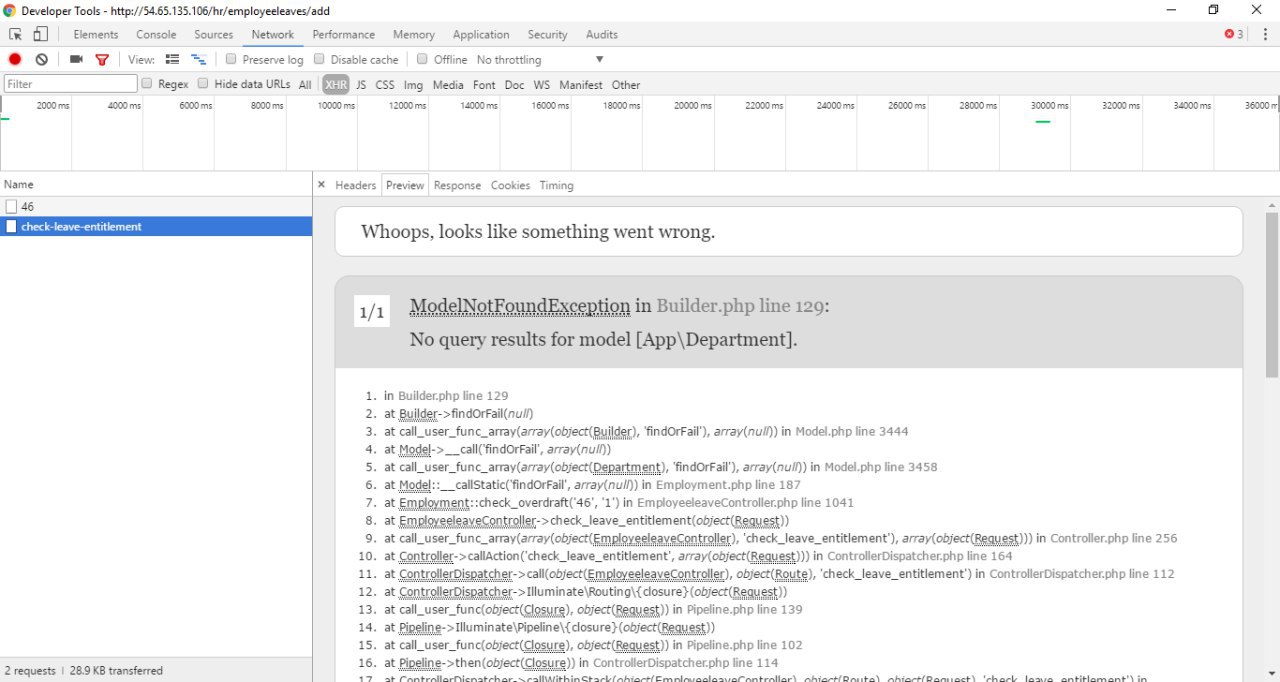 Developer Tools - http://54.65.135.106/hr/employeeleaves/add
Elements Console Sources Network Performance Memory Application Security Audits 3
View: Preserve log Disable cache Offline No throttling
Filter Regex Hide data URLs All XHR JS CSS Img Media Font Doc WS Manifest Other
2000 ms 4000 ms 6000 ms 8000 ms 10000 ms 12000 ms 14000 ms 16000 ms 18000 ms 20000 ms 22000 ms 24000 ms 26000 ms 28000 ms 30000 ms 32000 ms 34000 ms 36000 m
Name
× Headers Preview Response Cookies Timing
46
check-leave-entitlement
Whoops, looks like something went wrong.
1/1
ModelNotFoundException in Builder.php line 129:
No query results for model [App\Department].
1. in Builder.php line 129
2. at Builder->findOrFail(null)
3. at call_user_func_array(array(object(Builder), 'findOrFail'), array(null)) in Model.php line 3444
4. at Model->__call('findOrFail', array(null))
5. at call_user_func_array(array(object(Department), 'findOrFail'), array(null)) in Model.php line 3458
6. at Model::__callStatic('findOrFail', array(null)) in Employment.php line 187
7. at Employment::check_overdraft('46', '1') in EmployeeleaveController.php line 1041
8. at EmployeeleaveController->check_leave_entitlement(object(Request))
9. at call_user_func_array(array(object(EmployeeleaveController), 'check_leave_entitlement'), array(object(Request))) in Controller.php line 256
10. at Controller->callAction('check_leave_entitlement', array(object(Request))) in ControllerDispatcher.php line 164
11. at ControllerDispatcher->call(object(EmployeeleaveController), object(Route), 'check_leave_entitlement') in ControllerDispatcher.php line 112
12. at ControllerDispatcher->Illuminate\Routing\{closure}(object(Request))
13. at call_user_func(object(Closure), object(Request)) in Pipeline.php line 139
14. at Pipeline->Illuminate\Pipeline\{closure}(object(Request))
15. at call_user_func(object(Closure), object(Request)) in Pipeline.php line 102
16. at Pipeline->then(object(Closure)) in ControllerDispatcher.php line 114
17. at ControllerDispatcher->callWithinStack(object(EmployeeleaveController), object(Route), object(Request), 'check_leave_entitlement') in
2 requests | 28.9 KB transferred